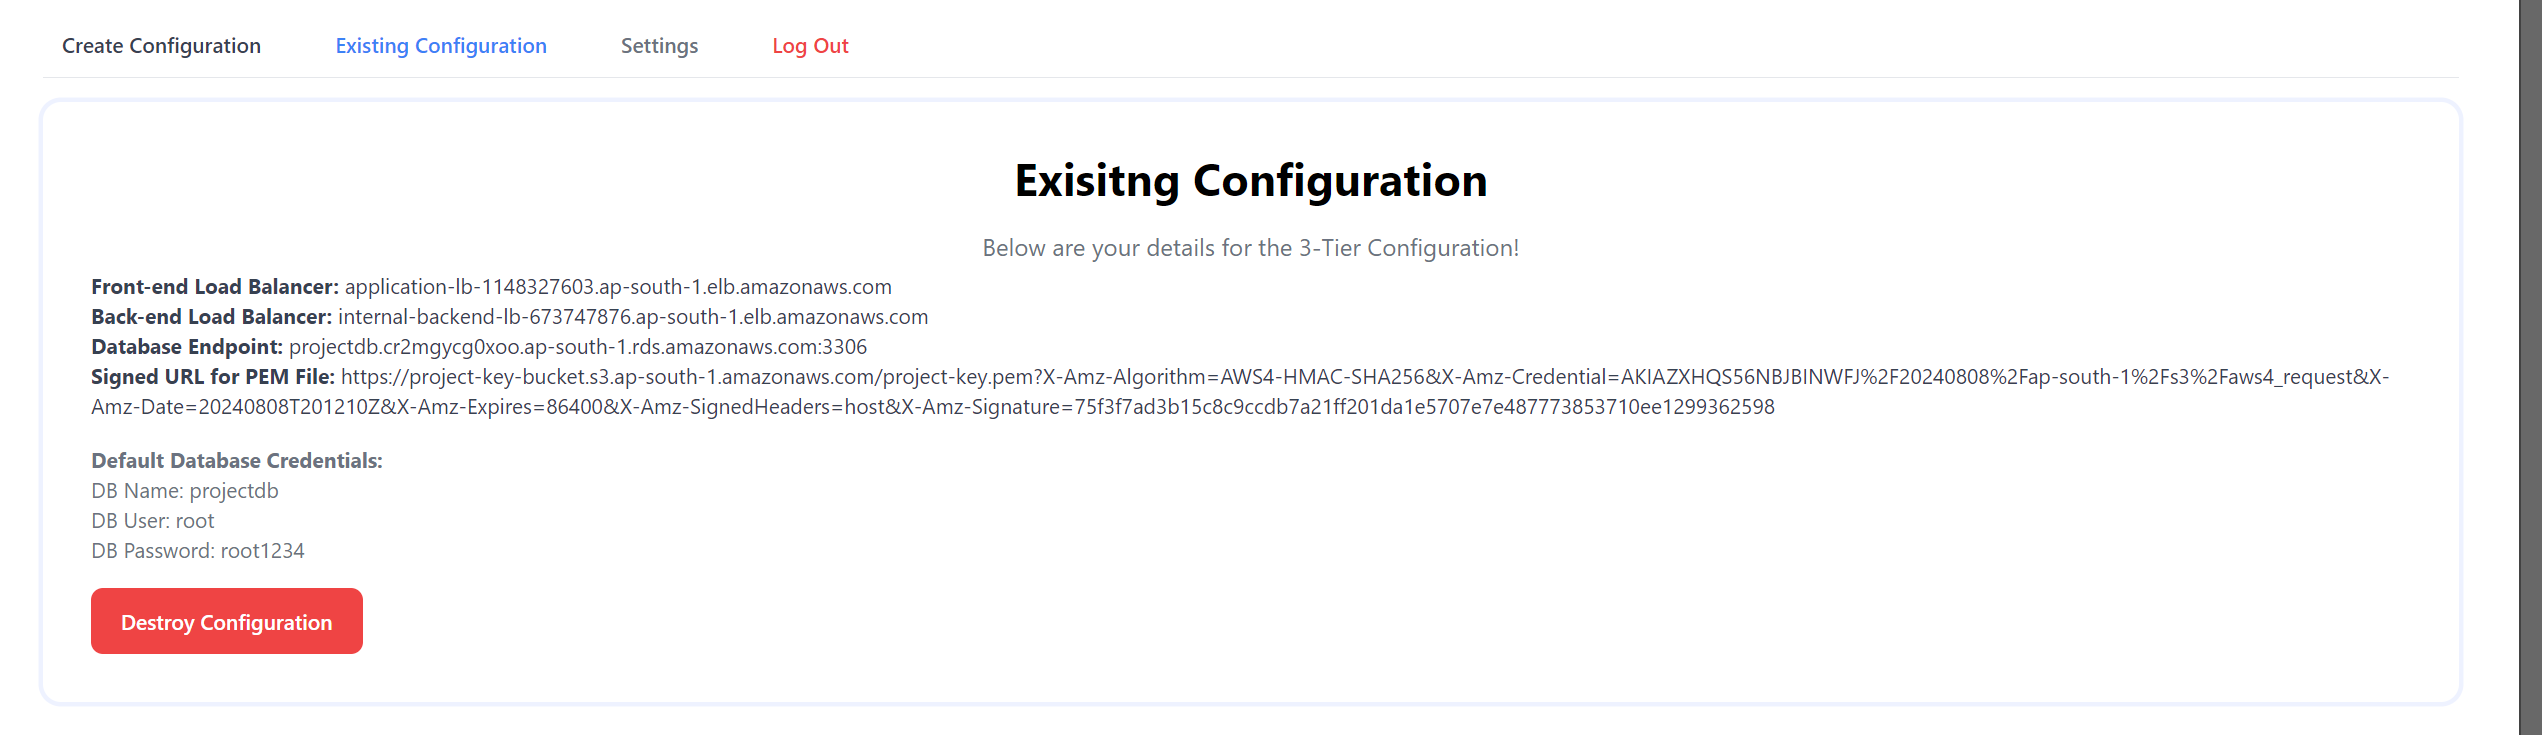 Create Configuration Existing Configuration Settings Log Out
Exisitng Configuration
Below are your details for the 3-Tier Configuration!
Front-end Load Balancer: application-lb-1148327603.ap-south-1.elb.amazonaws.com
Back-end Load Balancer: internal-backend-lb-673747876.ap-south-1.elb.amazonaws.com
Database Endpoint: projectdb.cr2mgycg0xoo.ap-south-1.rds.amazonaws.com:3306
Signed URL for PEM File: https://project-key-bucket.s3.ap-south-1.amazonaws.com/project-key.pem?X-Amz-Algorithm=AWS4-HMAC-SHA256&X-Amz-Credential=AKIAZXHQS56NBJBINWFJ%2F20240808%2Fap-south-1%2Fs3%2Faws4_request&X-
Amz-Date=20240808T201210Z&X-Amz-Expires=86400&X-Amz-SignedHeaders=host&X-Amz-Signature=75f3f7ad3b15c8c9ccdb7a21ff201da1e5707e7e487773853710ee1299362598
Default Database Credentials:
DB Name: projectdb
DB User: root
DB Password: root1234
Destroy Configuration